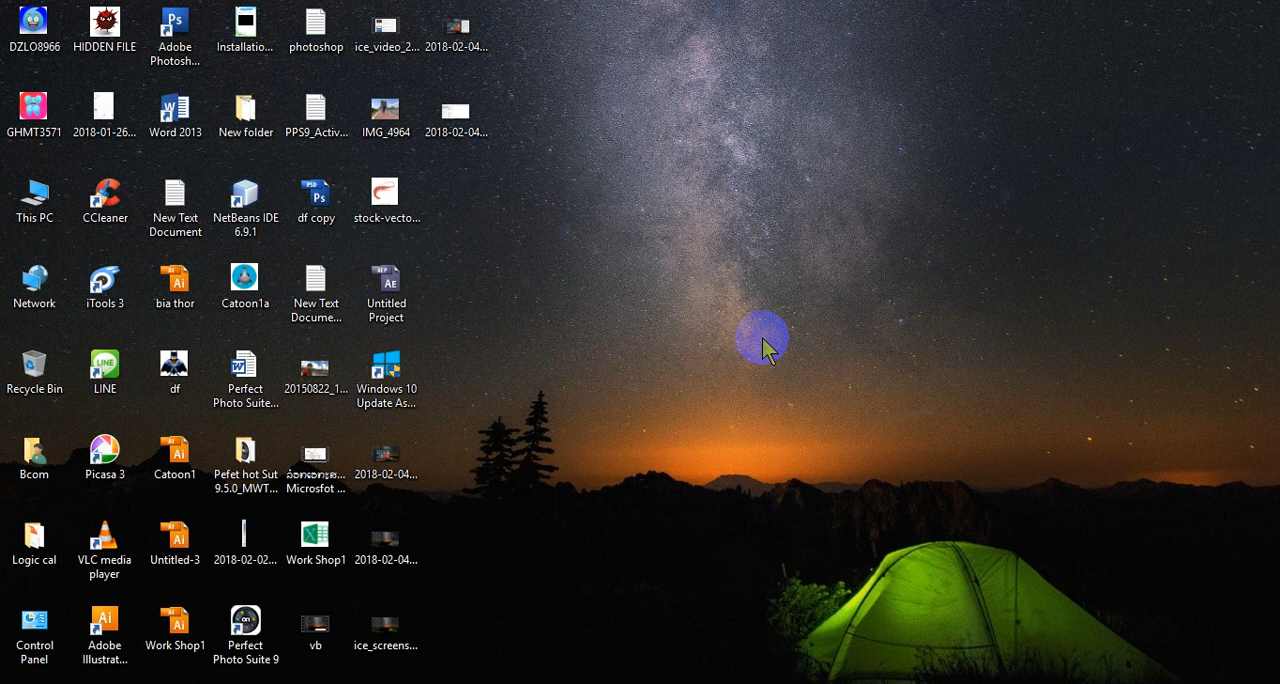 DZLO8966
HIDDEN FILE
Adobe
Photosh...
Installatio...
photoshop
ice_video_2...
2018-02-04...
GHMT3571
2018-01-26...
Word 2013
New folder
PPS9_Activ...
IMG_4964
2018-02-04...
This PC
CCleaner
New Text
Document
NetBeans IDE
6.9.1
df copy
stock-vecto...
Network
iTools 3
bia thor
Catoon1a
New Text
Docume...
Untitled
Project
Recycle Bin
LINE
df
Perfect
Photo Suite...
20150822_1...
Windows 10
Update As...
Bcom
Picasa 3
Catoon1
Pefet hot Sut
9.5.0_MWT...
Microsfot ...
2018-02-04...
Logic cal
VLC media
player
Untitled-3
2018-02-02...
Work Shop1
2018-02-04...
Control
Panel
Adobe
Illustrat...
Work Shop1
Perfect
Photo Suite 9
vb
ice_screens...